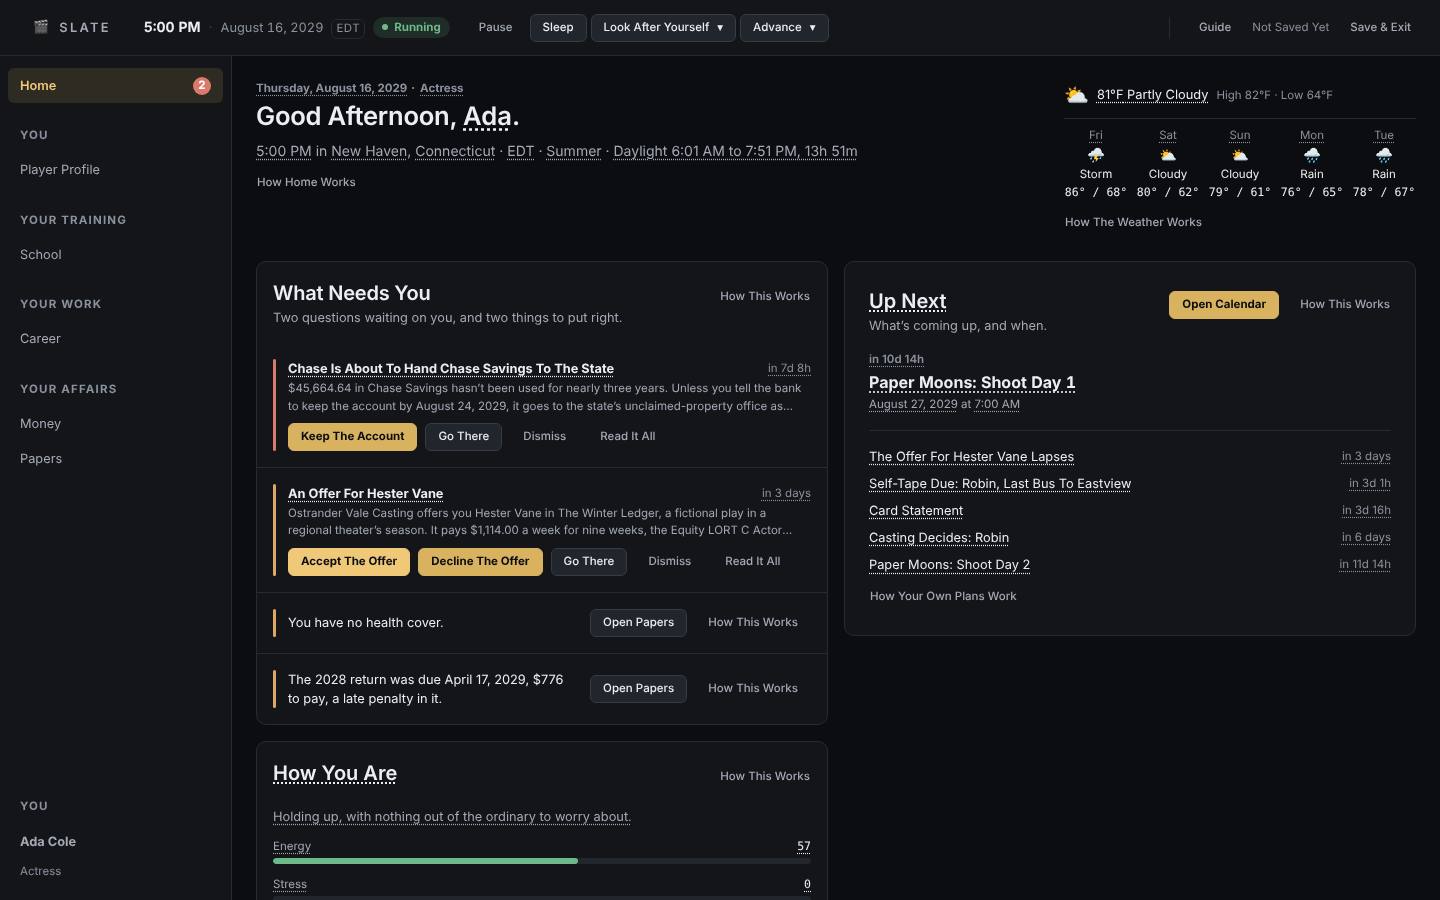 SLATE
5:00 PM · August 16, 2029 EDT Running Pause Sleep Look After Yourself ▾ Advance ▾ Guide Not Saved Yet Save & Exit
Home 2
YOU
Player Profile
YOUR TRAINING
School
YOUR WORK
Career
YOUR AFFAIRS
Money
Papers
YOU
Ada Cole
Actress
Thursday, August 16, 2029 · Actress
Good Afternoon, Ada.
5:00 PM in New Haven, Connecticut · EDT · Summer · Daylight 6:01 AM to 7:51 PM, 13h 51m
How Home Works
81°F Partly Cloudy High 82°F · Low 64°F
Fri Sat Sun Mon Tue
Storm Cloudy Cloudy Rain Rain
86° / 68° 80° / 62° 79° / 61° 76° / 65° 78° / 67°
How The Weather Works
What Needs You How This Works
Two questions waiting on you, and two things to put right.
Chase Is About To Hand Chase Savings To The State in 7d 8h
$45,664.64 in Chase Savings hasn't been used for nearly three years. Unless you tell the bank
to keep the account by August 24, 2029, it goes to the state's unclaimed-property office as...
Keep The Account Go There Dismiss Read It All
An Offer For Hester Vane in 3 days
Ostrander Vale Casting offers you Hester Vane in The Winter Ledger, a fictional play in a
regional theater's season. It pays $1,114.00 a week for nine weeks, the Equity LORT C Actor...
Accept The Offer Decline The Offer Go There Dismiss Read It All
You have no health cover. Open Papers How This Works
The 2028 return was due April 17, 2029, $776
to pay, a late penalty in it. Open Papers How This Works
How You Are How This Works
Holding up, with nothing out of the ordinary to worry about.
Energy 57
Stress 0
Up Next Open Calendar How This Works
What's coming up, and when.
in 10d 14h
Paper Moons: Shoot Day 1
August 27, 2029 at 7:00 AM
The Offer For Hester Vane Lapses in 3 days
Self-Tape Due: Robin, Last Bus To Eastview in 3d 1h
Card Statement in 3d 16h
Casting Decides: Robin in 6 days
Paper Moons: Shoot Day 2 in 11d 14h
How Your Own Plans Work